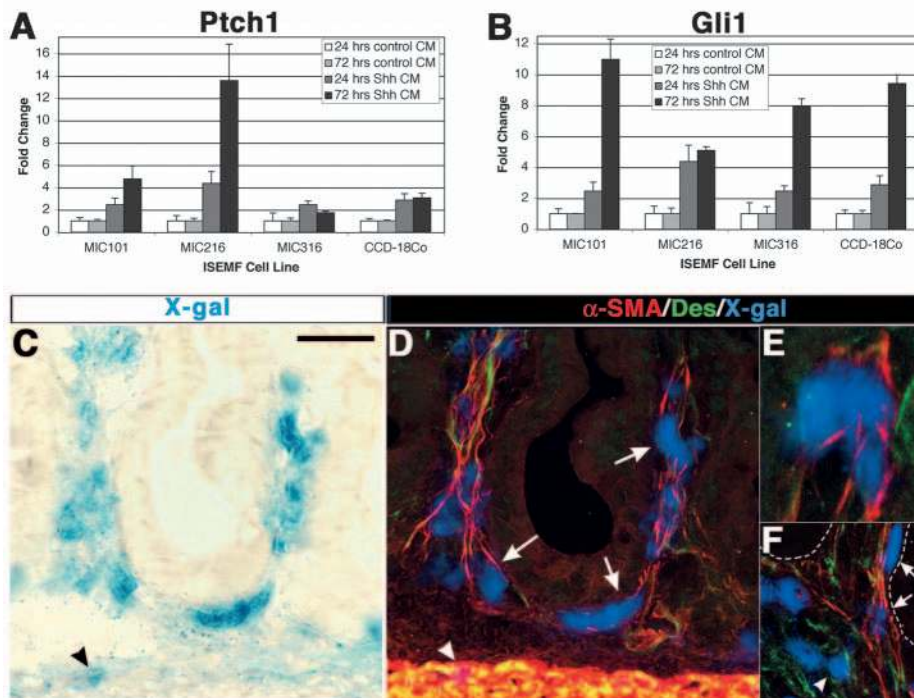 A
Ptch1
Fold Change
16
14
12
10
8
6
4
2
0
24 hrs control CM
72 hrs control CM
24 hrs Shh CM
72 hrs Shh CM
MIC101 MIC216 MIC316 CCD-18Co
ISEMF Cell Line
B
Gli1
Fold Change
12
10
8
6
4
2
0
24 hrs control CM
72 hrs control CM
24 hrs Shh CM
72 hrs Shh CM
MIC101 MIC216 MIC316 CCD-18Co
ISEMF Cell Line
X-gal
C
α-SMA/Des/X-gal
D
E
F